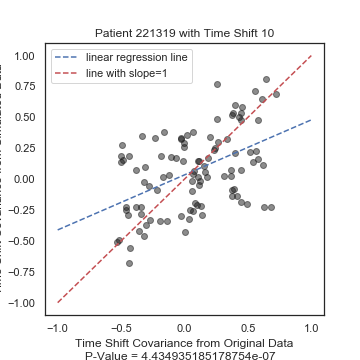 Patient 221319 with Time Shift 10
linear regression line
line with slope=1
1.00
0.75
0.50
0.25
0.00
−0.25
−0.50
−0.75
−1.00
−1.0
−0.5
0.0
0.5
1.0
Time Shift Covariance from Original Data
P-Value = 4.434935185178754e-07